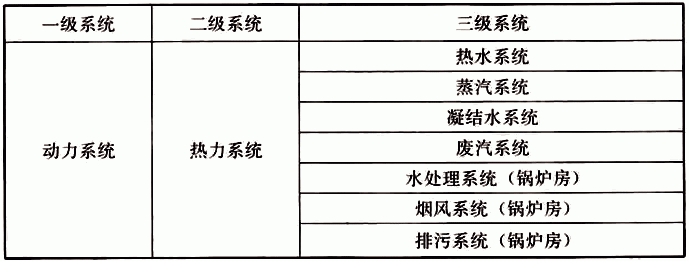 一级系统 二级系统 三级系统
热水系统
蒸汽系统
凝结水系统
动力系统 热力系统 废汽系统
水处理系统（锅炉房）
烟风系统（锅炉房）
排污系统（锅炉房）